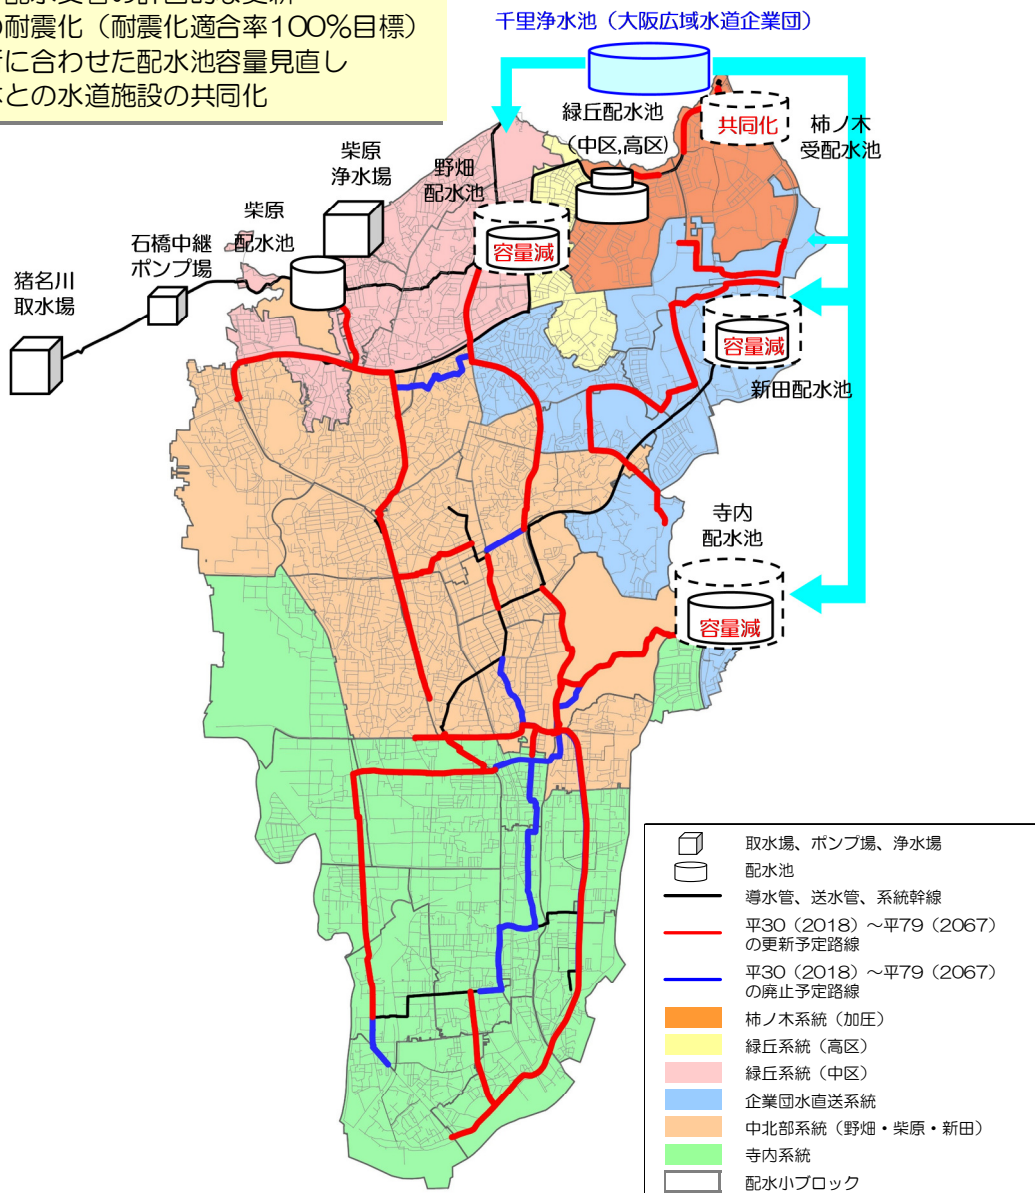 の耐震化（耐震化適合率100％目標）
に合わせた配水池容量見直し
との水道施設の共同化
千里浄水池（大阪広域水道企業団）
緑丘配水池
（中区,高区）
共同化
柿ノ木
受配水池
柴原
浄水場
野畑
配水池
容量減
柴原
配水池
石橋中継
ポンプ場
猪名川
取水場
容量減
新田配水池
寺内
配水池
容量減
取水場、ポンプ場、浄水場
配水池
導水管、送水管、系統幹線
平30（2018）～平79（2067）
の更新予定路線
平30（2018）～平79（2067）
の廃止予定路線
柿ノ木系統（加圧）
緑丘系統（高区）
緑丘系統（中区）
企業団水直送系統
中北部系統（野畑・柴原・新田）
寺内系統
配水小ブロック